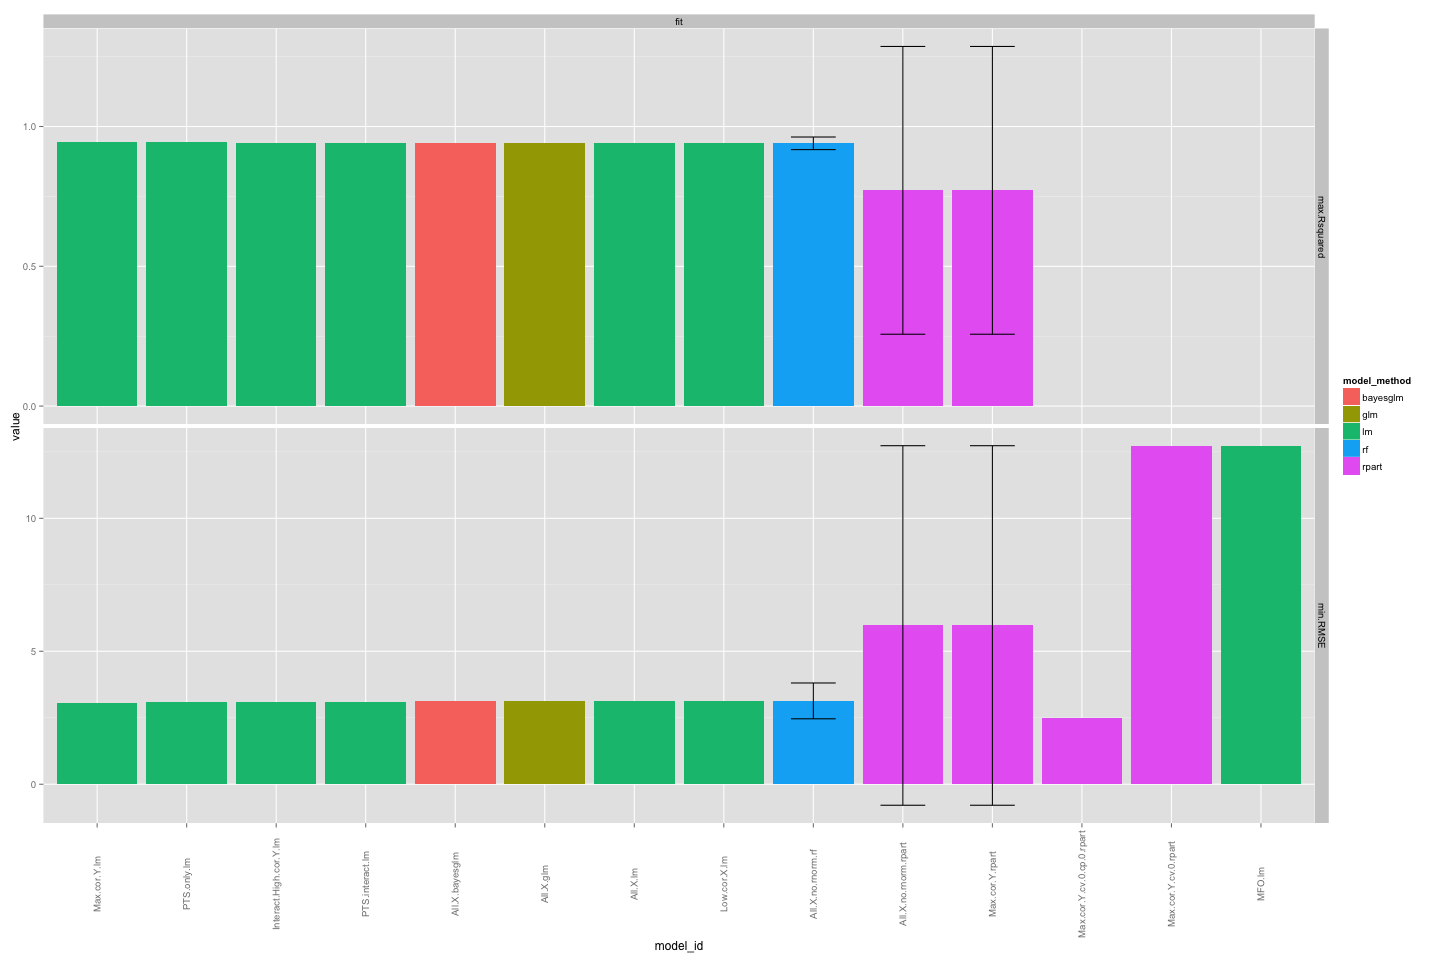 fit
1.0
0.5
0.0
max.Rsquared
value
10
5
0
min.RMSE
Max.cor.Y.lm
PTS.only.lm
Interact.High.cor.Y.lm
PTS.interact.lm
All.X.bayesglm
All.X.glm
All.X.lm
Low.cor.X.lm
All.X.no.rnorm.rf
All.X.no.rnorm.rpart
Max.cor.Y.rpart
Max.cor.Y.cv.0.cp.0.rpart
Max.cor.Y.cv.0.rpart
MFO.lm
model_id
model_method
bayesglm
glm
lm
rf
rpart